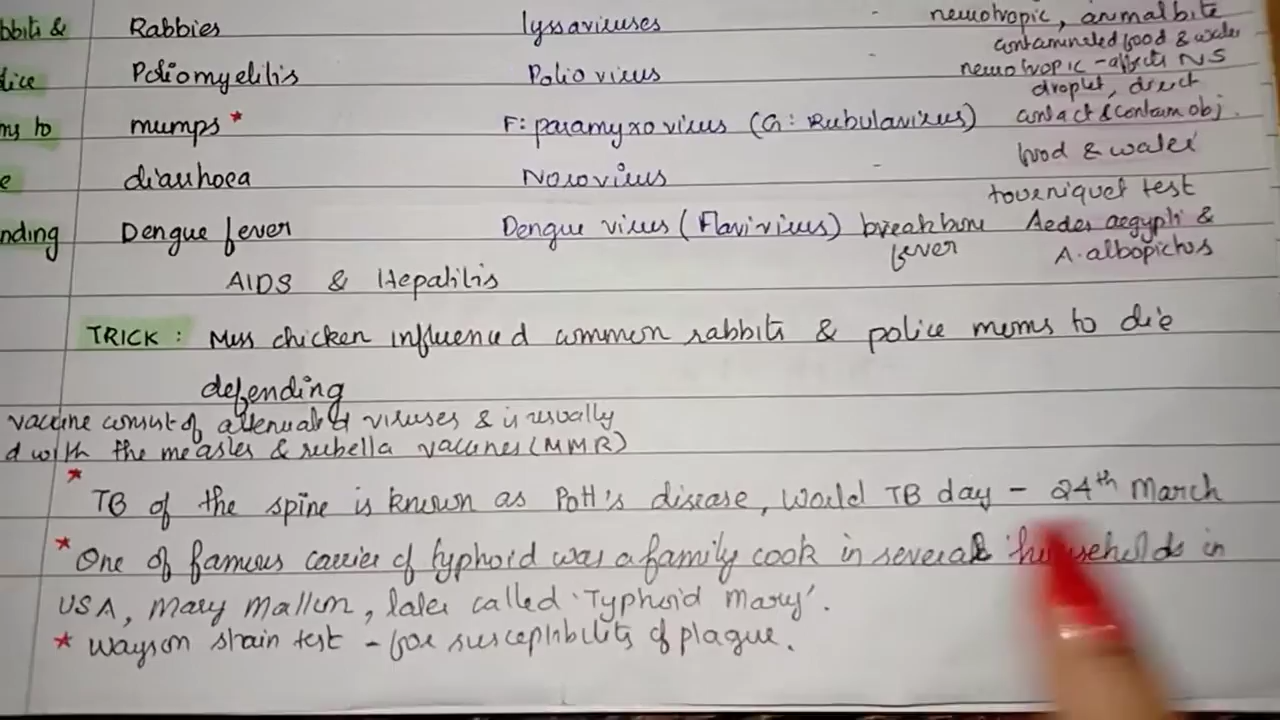 bbits & Rabbies lyssaviruses - neurotropic, animal bite
contaminated food & water
lice Poliomyelitis Polio virus - neurotropic - affects NS
droplet, direct
ms to mumps * F: paramyxo virus (G: Rubulavirus) contact & contam obj.
food & water
e diarrhoea Norovirus -
tourniquet test
nding Dengue fever Dengue virus (Flavivirus) breakbone fever Aedes aegypti &
A. albopictos
AIDS & Hepatitis
TRICK : Miss chicken influenced common rabbits & police mums to die
defending
vaccine consist of attenuated viruses & is usually
d with the measles & rubella vaccines (MMR)
* TB of the spine is known as Pott's disease, World TB day - 24th March
* One of famous carrier of typhoid was a family cook in several households in
USA, Mary Mallon, later called 'Typhoid Mary'.
* Wayson strain test - for susceptibility of plague.